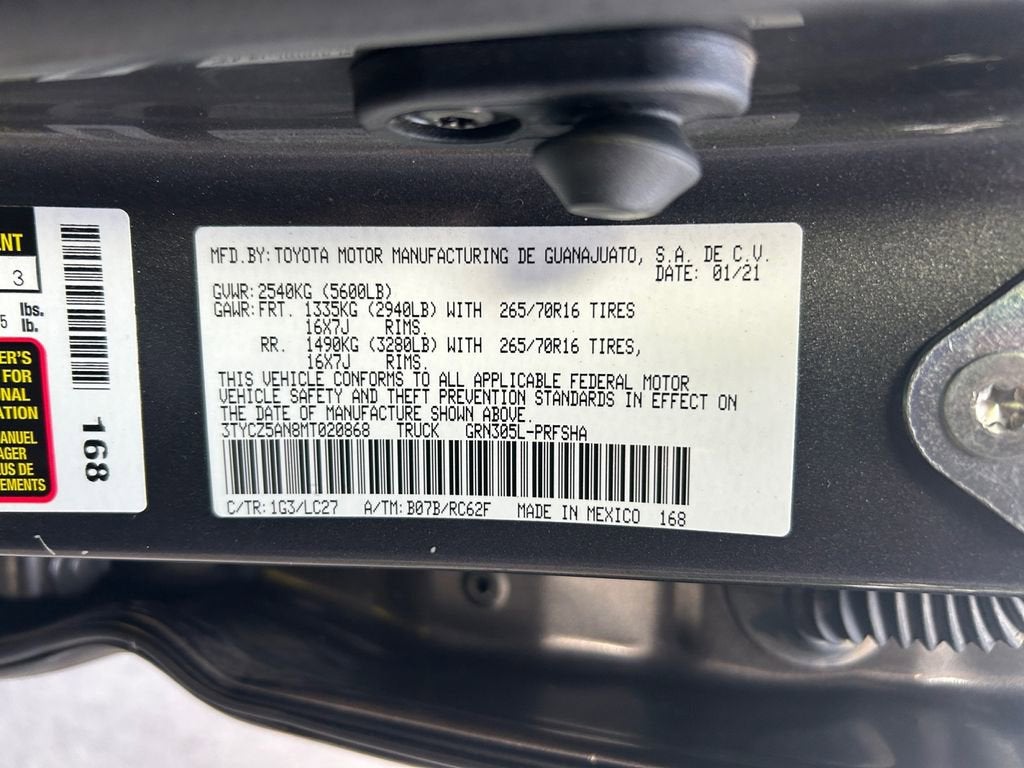 ENT
3
lbs.
5 lb.
ER'S
FOR
NAL
ATION
ANUEL
AGER
LUS DE
EMENTS
168
MFD.BY: TOYOTA MOTOR MANUFACTURING DE GUANAJUATO, S.A. DE C.V.
DATE: 01/21
GVWR: 2540KG (5600LB)
GAWR: FRT. 1335KG (2940LB) WITH 265/70R16 TIRES
16X7J RIMS.
RR. 1490KG (3280LB) WITH 265/70R16 TIRES,
16X7J RIMS.
THIS VEHICLE CONFORMS TO ALL APPLICABLE FEDERAL MOTOR
VEHICLE SAFETY AND THEFT PREVENTION STANDARDS IN EFFECT ON
THE DATE OF MANUFACTURE SHOWN ABOVE.
3TYCZ5AN8MT020868 TRUCK GRN305L-PRFSHA
C/TR: 1G3/LC27 A/TM: B07B/RC62F MADE IN MEXICO 168